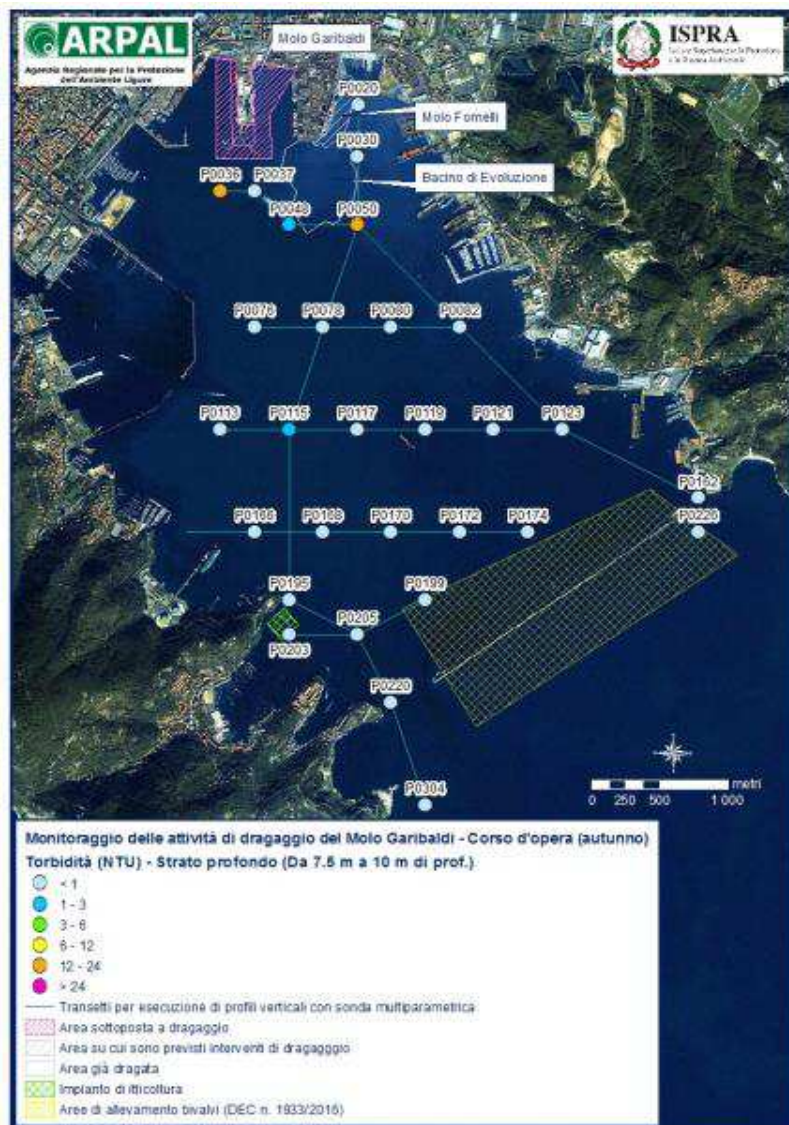 ARPAL
Agenzia Regionale per la Protezione
dell'Ambiente Ligure
Molo Garibaldi
ISPRA
P0020
Molo Fornelli
P0030
Bacino di Evoluzione
P0036 P0037
P0048 P0050
P0076 P0078 P0080 P0082
P0113 P0115 P0117 P0119 P0121 P0123
P0162
P0166 P0168 P0170 P0172 P0174 P0226
P0195 P0199
P0203 P0205
P0220
P0304
metri
0 250 500 1 000
Monitoraggio delle attività di dragaggio del Molo Garibaldi - Corso d'opera (autunno)
Torbidità (NTU) - Strato profondo (Da 7.5 m a 10 m di prof.)
< 1
1 - 3
3 - 6
6 - 12
12 - 24
> 24
Transetti per esecuzione di profili verticali con sonda multiparametrica
Area sottoposta a dragaggio
Area su cui sono previsti interventi di dragagggio
Area già dragata
Impianto di itticoltura
Aree di allevamento bivalvi (DEC n. 1933/2016)